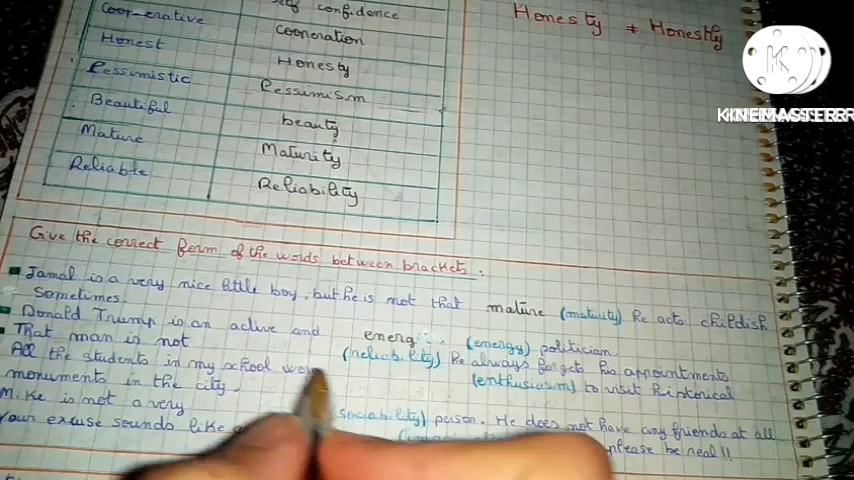 Self confidence
Cooperative
Cooperation
Honest
Honesty
Pessimistic
Pessimism
Beautiful
beauty
Mature
Maturity
Reliable
Reliability
Honesty ≠ Honestly
KINEMASTER
Give the correct form of the words between brackets :
Jamal is a very nice little boy, but he is not that mature (maturity) he acts childish
sometimes.
Donald Trump is an active and energ (energy) politician.
That man is not (reliability) he always forgets his appointments
All the students in my school were (enthusiasm) to visit historical
monuments in the city.
Mike is not a very sociability) person. He does not have any friends at all
Your excuse sounds like please be real!!